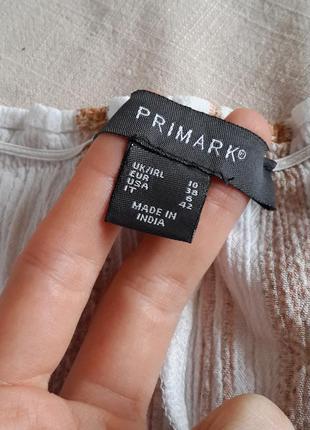 PRIMARK®
UK/IRL 10
EUR 38
USA 6
IT 42
MADE IN
INDIA